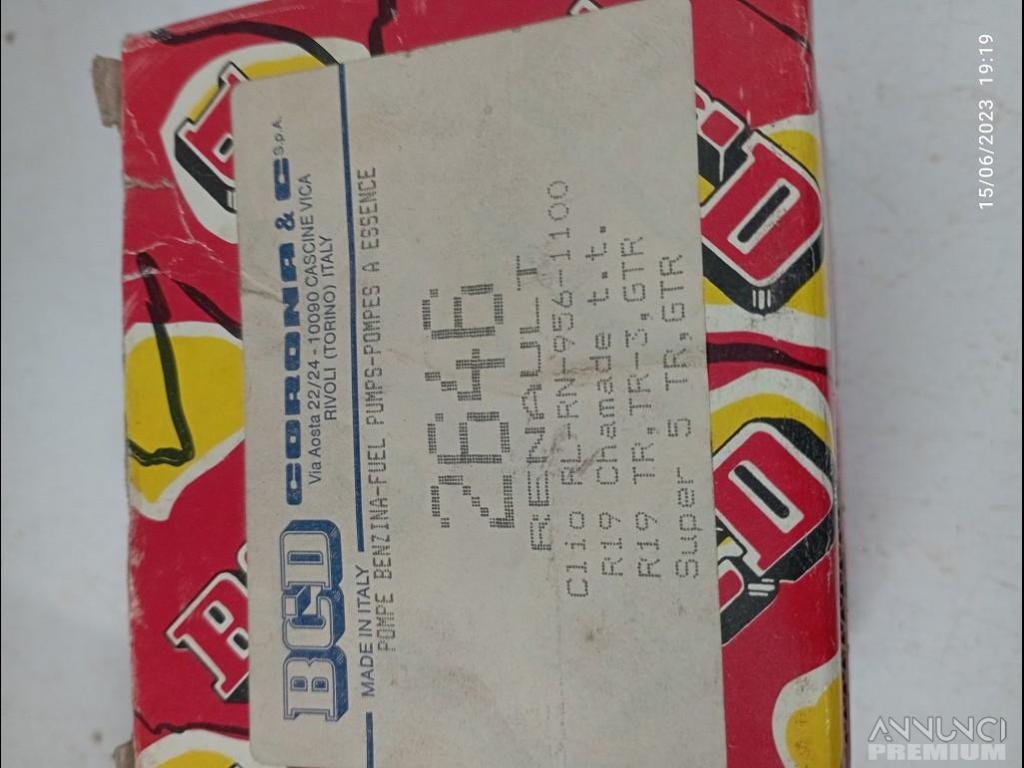 BCD
CORONA & C S.p.A.
Via Aosta 22/24 - 10090 CASCINE VICA
RIVOLI (TORINO) ITALY
MADE IN ITALY
POMPE BENZINA-FUEL PUMPS-POMPES A ESSENCE
2646
RENAULT
Clio RL-RN-956-1100
R19 Chamade t.t.
R19 TR,TR-3,GTR
Super 5 TR,GTR
15/06/2023 19:19
ANNUNCI
PREMIUM